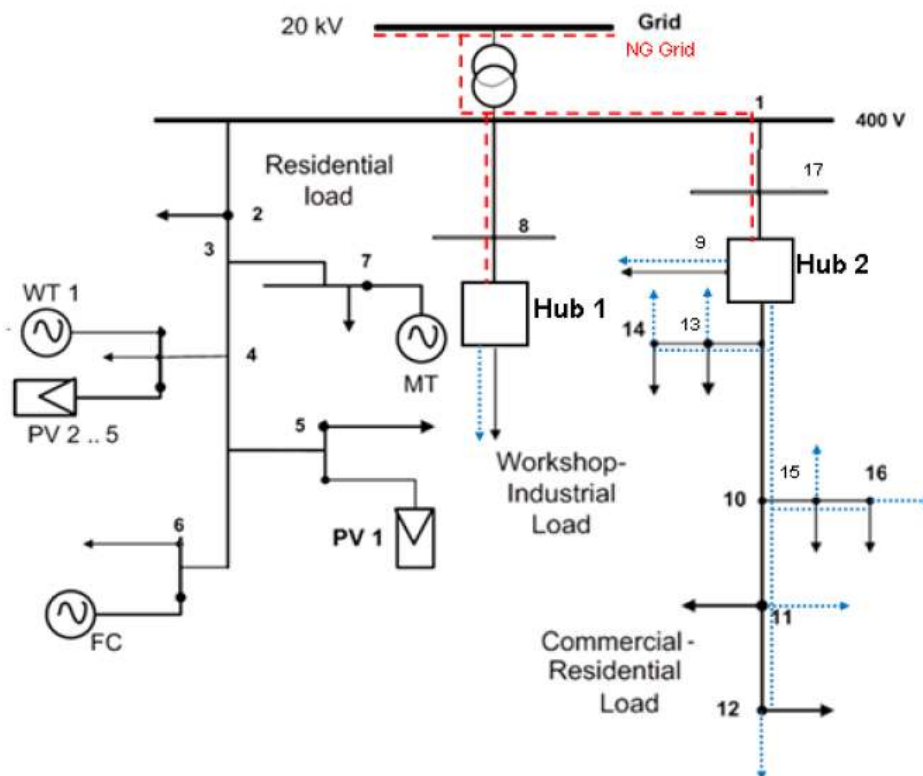 20 kV
Grid
NG Grid
1
400 V
Residential
load
17
2
3
8
9
Hub 2
7
WT 1
Hub 1
14
13
4
MT
PV 2 .. 5
5
Workshop-
Industrial
Load
15
16
10
PV 1
6
FC
11
Commercial -
Residential
Load
12